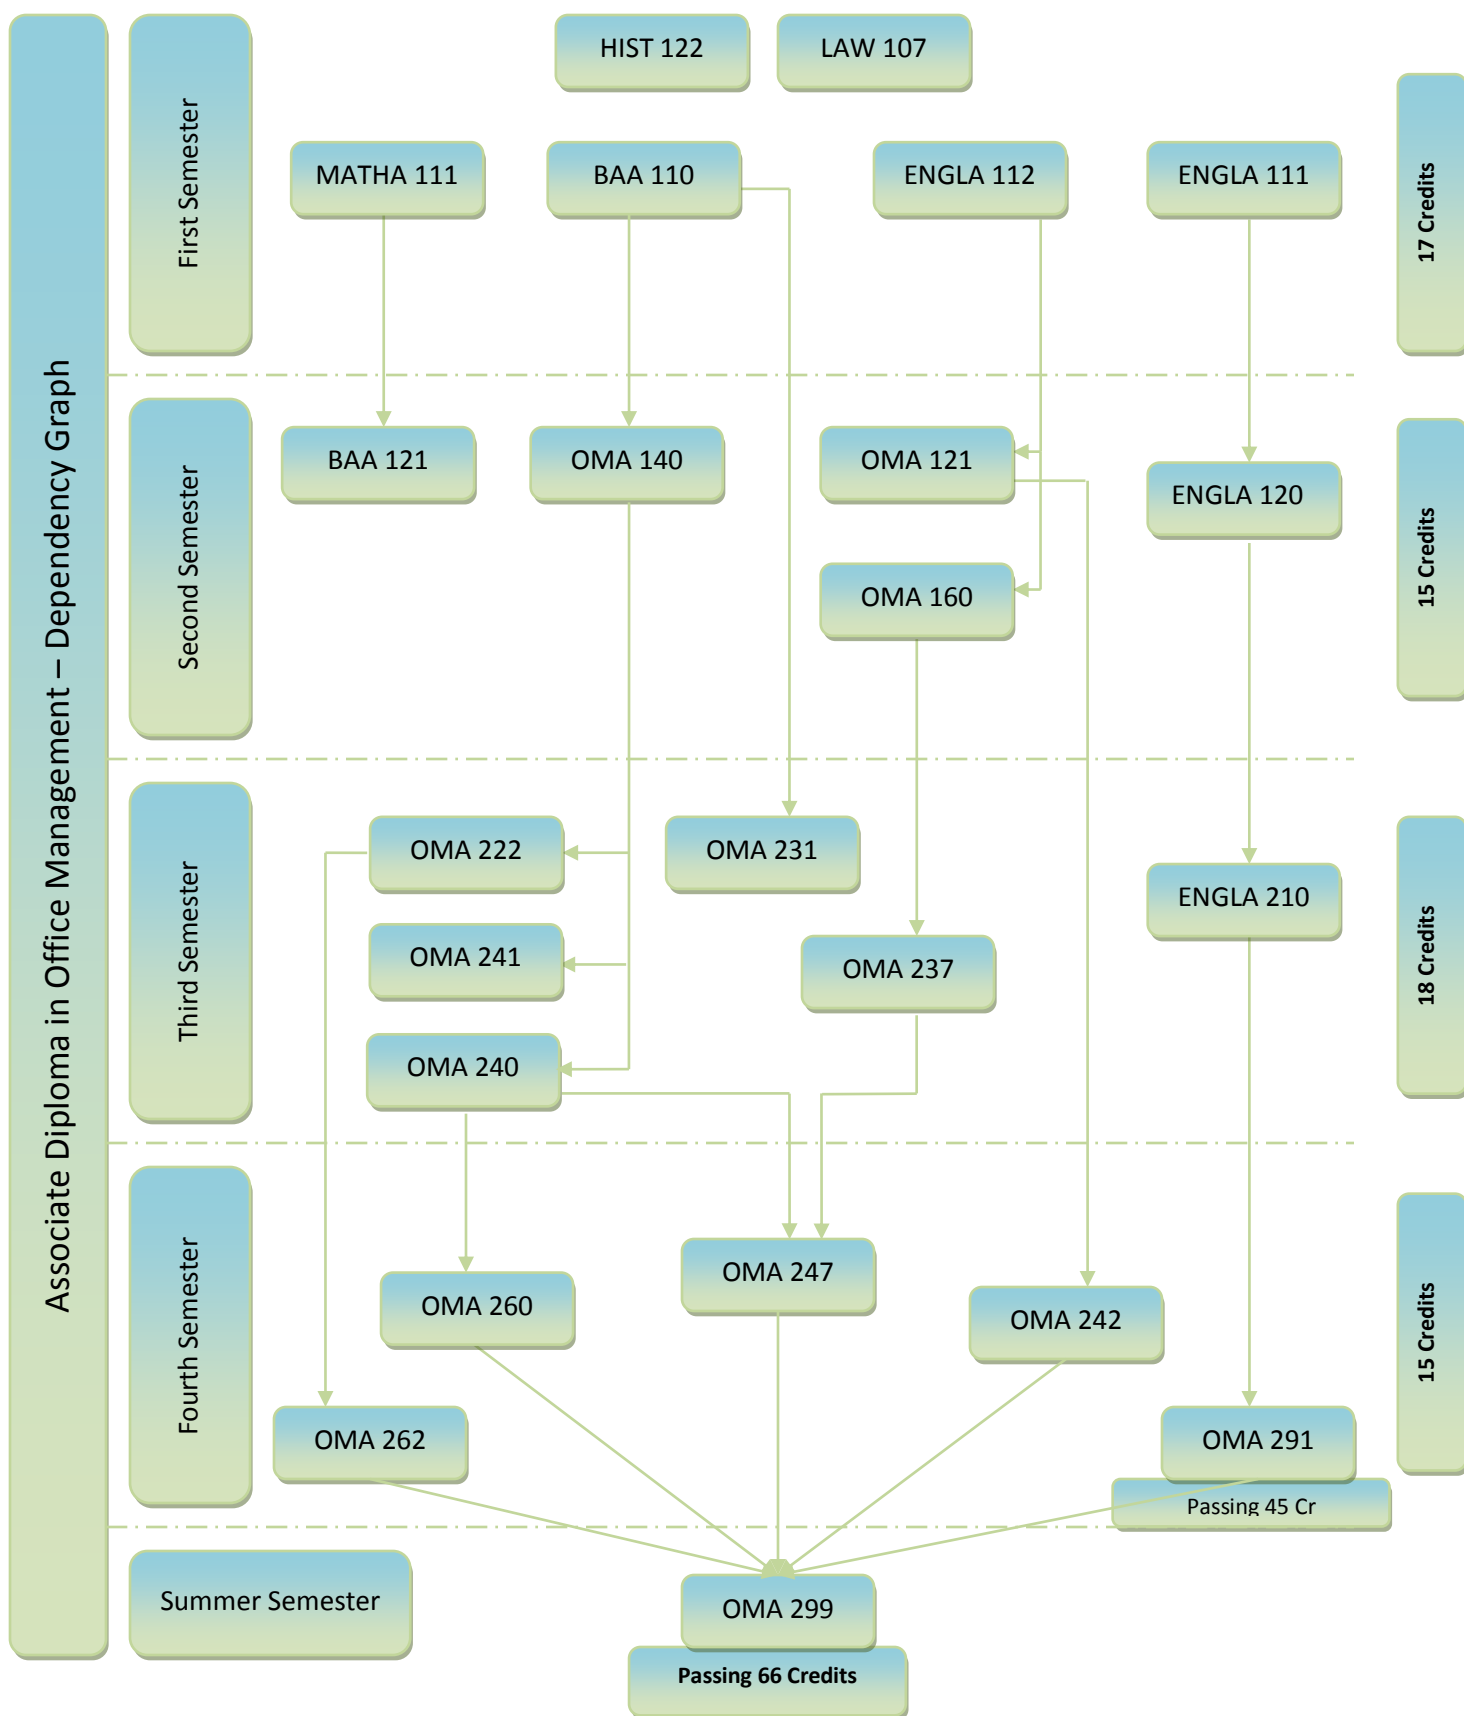 Associate Diploma in Office Management – Dependency Graph
First Semester
HIST 122
LAW 107
MATHA 111
BAA 110
ENGLA 112
ENGLA 111
17 Credits
Second Semester
BAA 121
OMA 140
OMA 121
ENGLA 120
OMA 160
15 Credits
Third Semester
OMA 222
OMA 231
ENGLA 210
OMA 241
OMA 237
OMA 240
18 Credits
Fourth Semester
OMA 247
OMA 260
OMA 242
OMA 262
OMA 291
Passing 45 Cr
15 Credits
Summer Semester
OMA 299
Passing 66 Credits